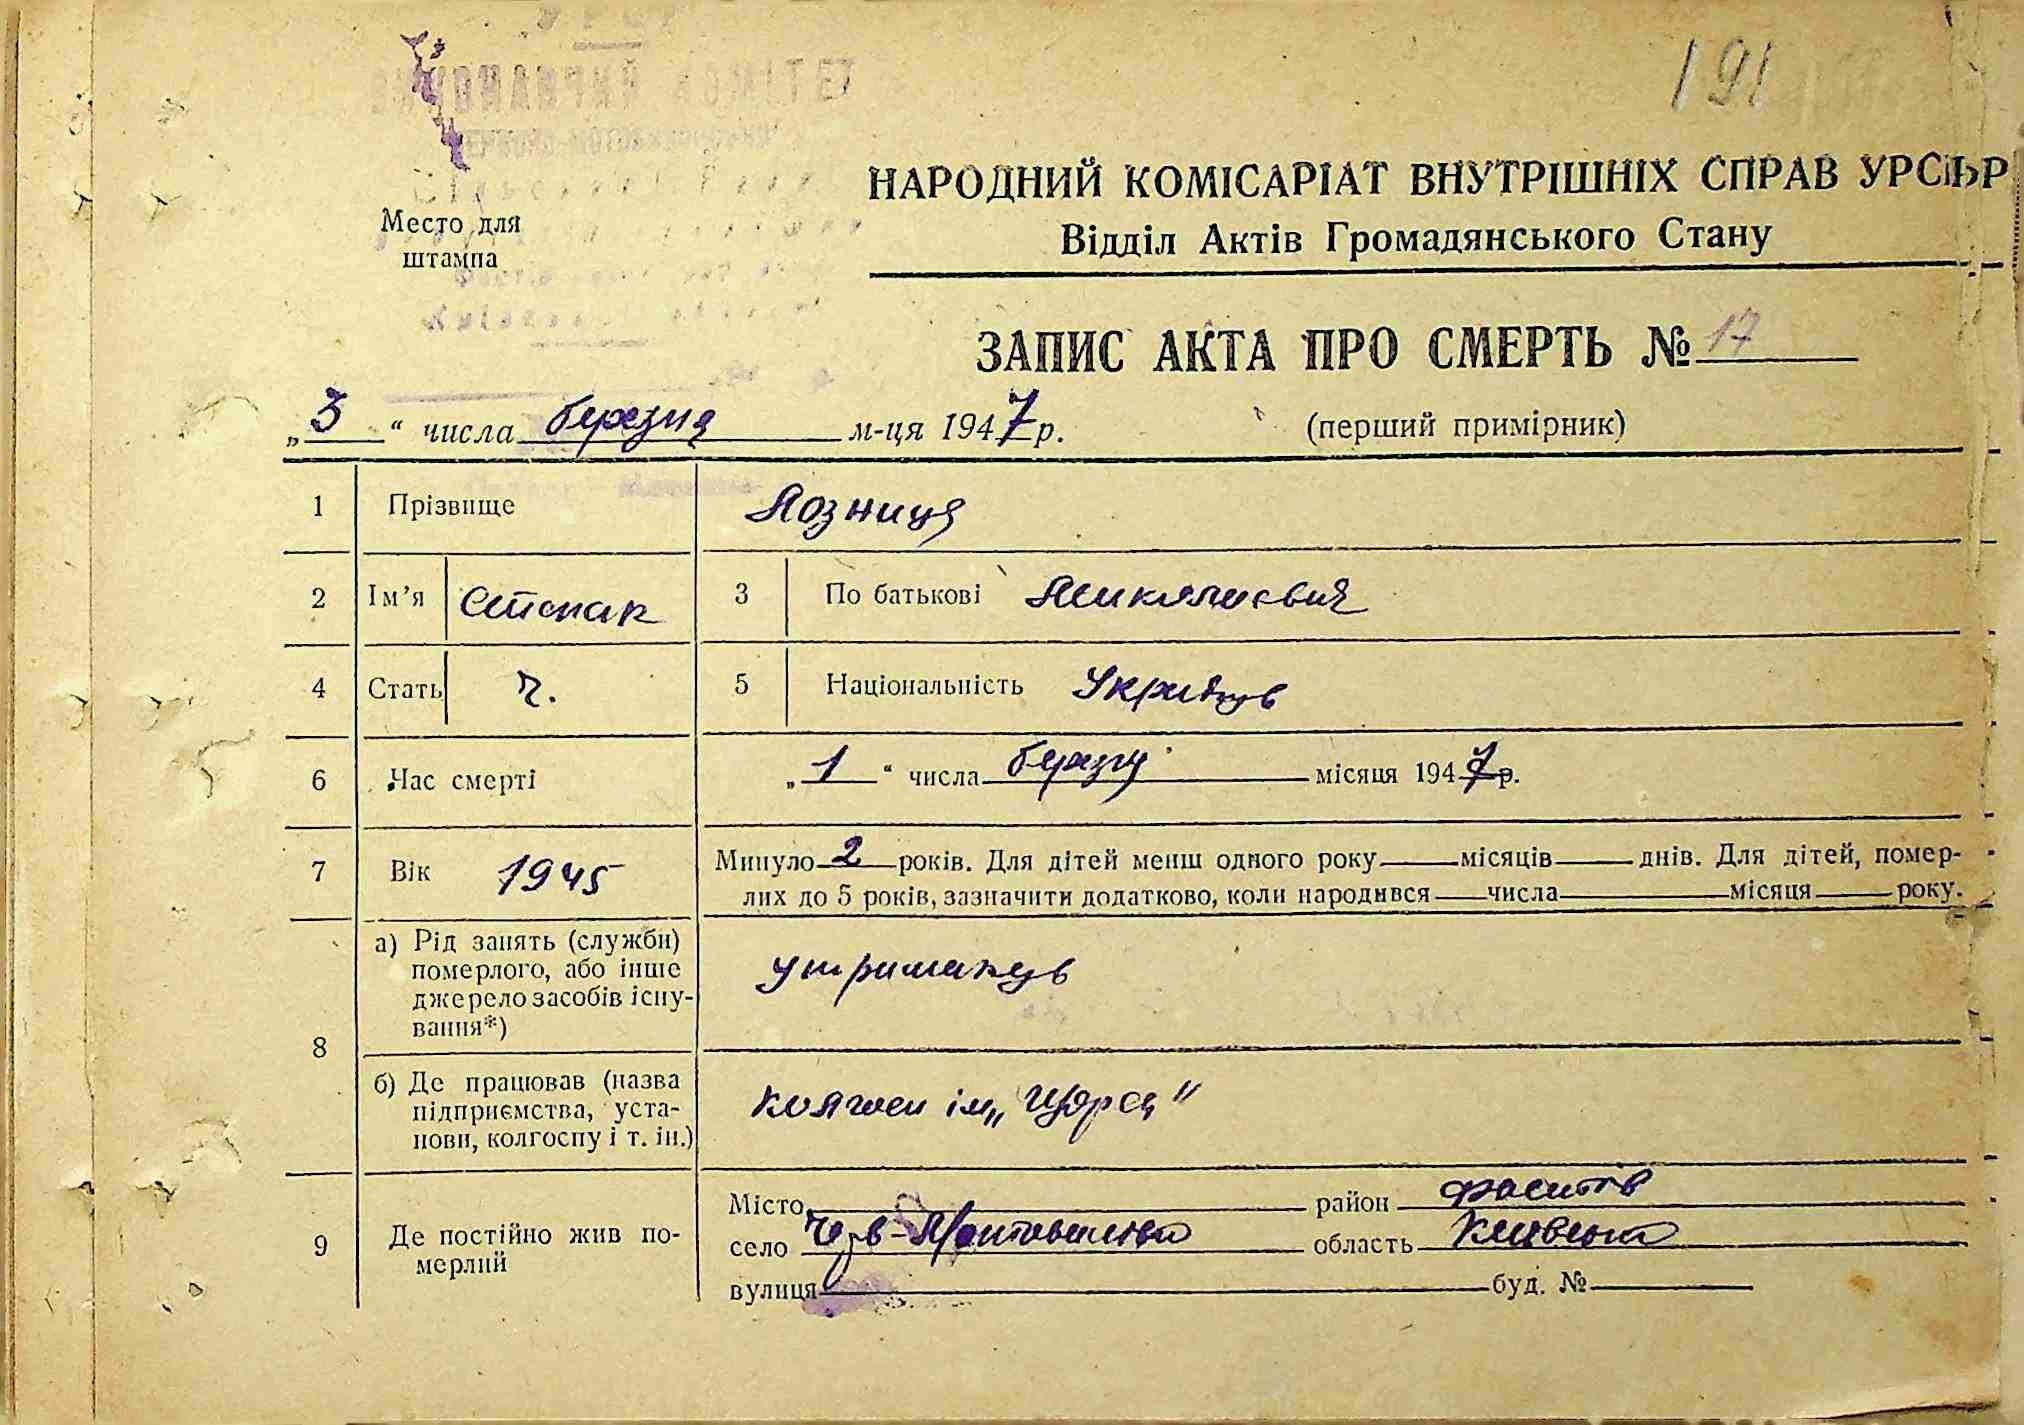 191
НАРОДНИЙ КОМІСАРІАТ ВНУТРІШНІХ СПРАВ УРСР
Відділ Актів Громадянського Стану
Место для
штампа
ЗАПИС АКТА ПРО СМЕРТЬ № 17
„3“ числа березня м-ця 1947 р.
(перший примірник)
1 Прізвище Лозниця
2 Ім'я Степан 3 По батькові Миколаєвич
4 Стать ч. 5 Національність Українць
6 Час смерті „1“ числа березня місяця 1947 р.
7 Вік 1945 Минуло 2 років. Для дітей менш одного року місяців днів. Для дітей, помер-
лих до 5 років, зазначити додатково, коли народився числа місяця року.
8 а) Рід занять (служби)
померлого, або інше
джерело засобів існу-
вання*)
утриманць
б) Де працював (назва
підприємства, уста-
нови, колгоспу і т. ін.)
колгосп ім „Щорса“
9 Де постійно жив по-
мерлий
Місто район Фастів
село Черв- область Київська
вулиця буд. №